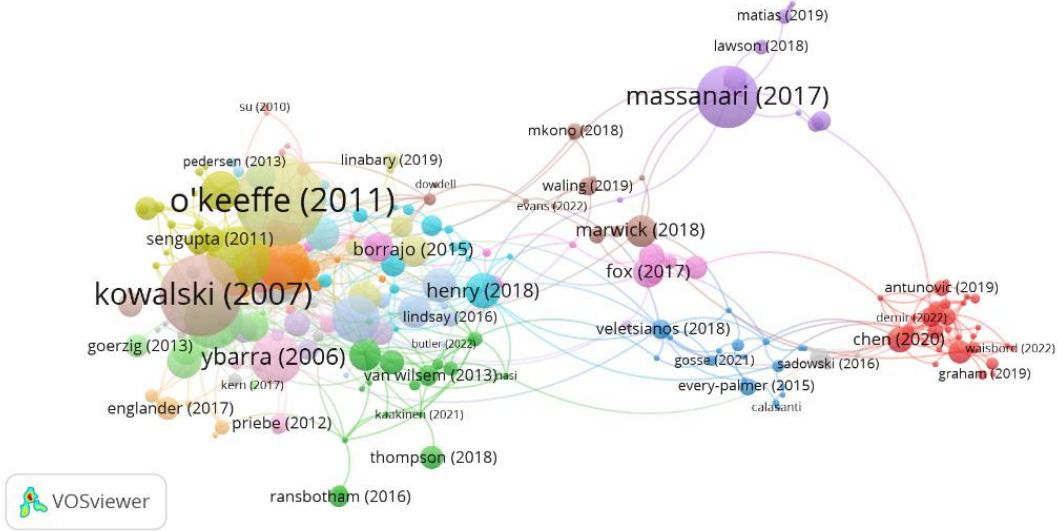 matias (2019)
lawson (2018)
massanari (2017)
su (2010)
mkono (2018)
pedersen (2013)
linabary (2019)
dowdell
waling (2019)
o'keeffe (2011)
evans (2022)
marwick (2018)
sengupta (2011)
borrajo (2015)
fox (2017)
kowalski (2007)
henry (2018)
antunovic (2019)
lindsay (2016)
demir (2022)
veletsianos (2018)
chen (2020)
goerzig (2013)
butler (2022)
waisbord (2022)
ybarra (2006)
gosse (2021)
sadowski (2016)
graham (2019)
van wilsem (2013)
nasi
kern (2017)
every-palmer (2015)
englander (2017)
calasanti
kaakinen (2021)
priebe (2012)
thompson (2018)
ransbotham (2016)
VOSviewer